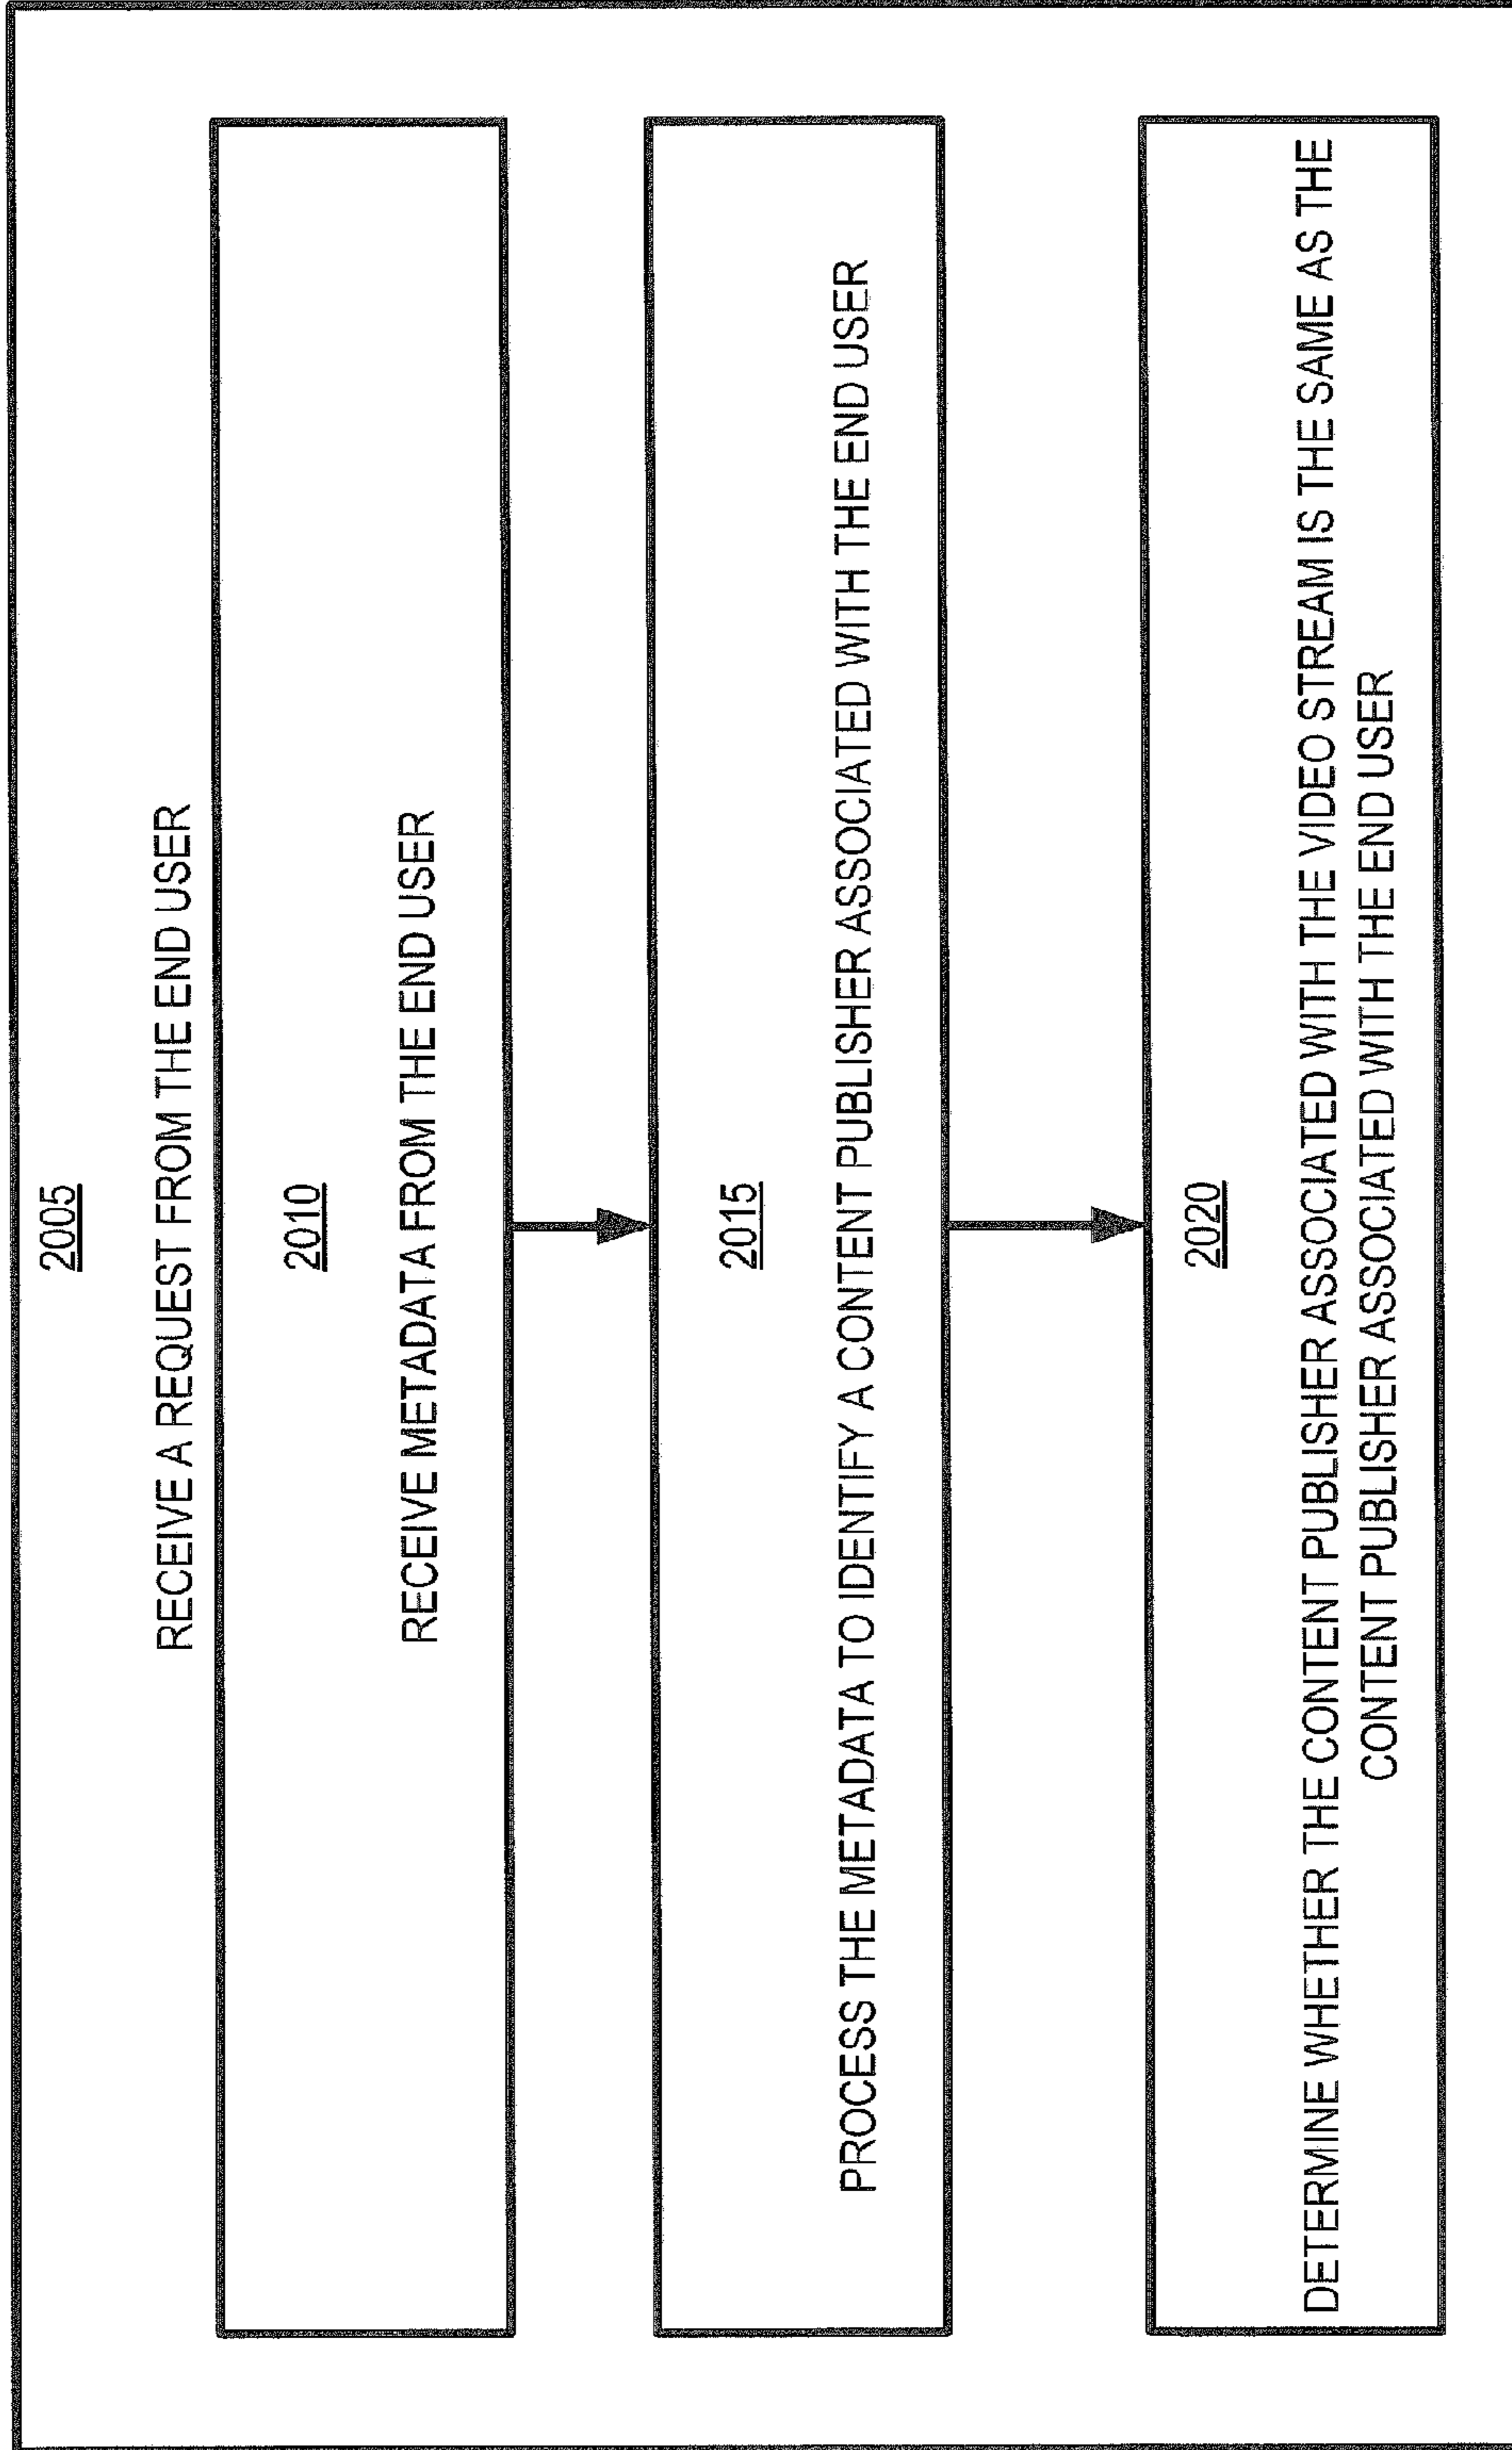 2005
RECEIVE A REQUEST FROM THE END USER
2010
RECEIVE METADATA FROM THE END USER
2015
PROCESS THE METADATA TO IDENTIFY A CONTENT PUBLISHER ASSOCIATED WITH THE END USER
2020
DETERMINE WHETHER THE CONTENT PUBLISHER ASSOCIATED WITH THE VIDEO STREAM IS THE SAME AS THE
CONTENT PUBLISHER ASSOCIATED WITH THE END USER